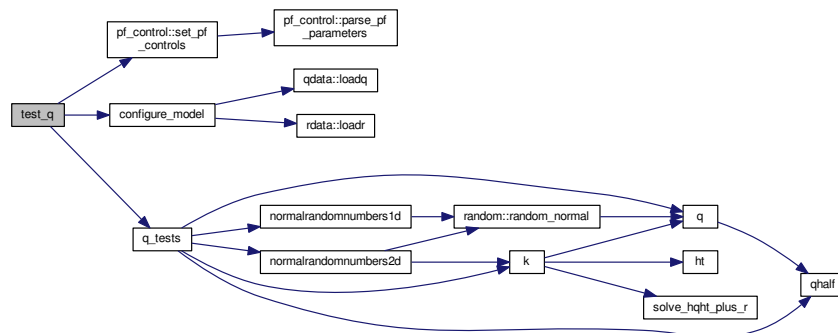 pf_control::set_pf
_controls
pf_control::parse_pf
_parameters
qdata::loadq
test_q
configure_model
rdata::loadr
normalrandomnumbers1d
random::random_normal
q
q_tests
normalrandomnumbers2d
k
ht
qhalf
solve_hqht_plus_r